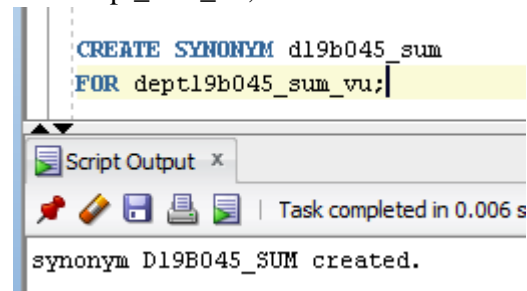 CREATE SYNONYM d19b045_sum
FOR dept19b045_sum_vu;
Script Output x
Task completed in 0.006 s
synonym D19B045_SUM created.